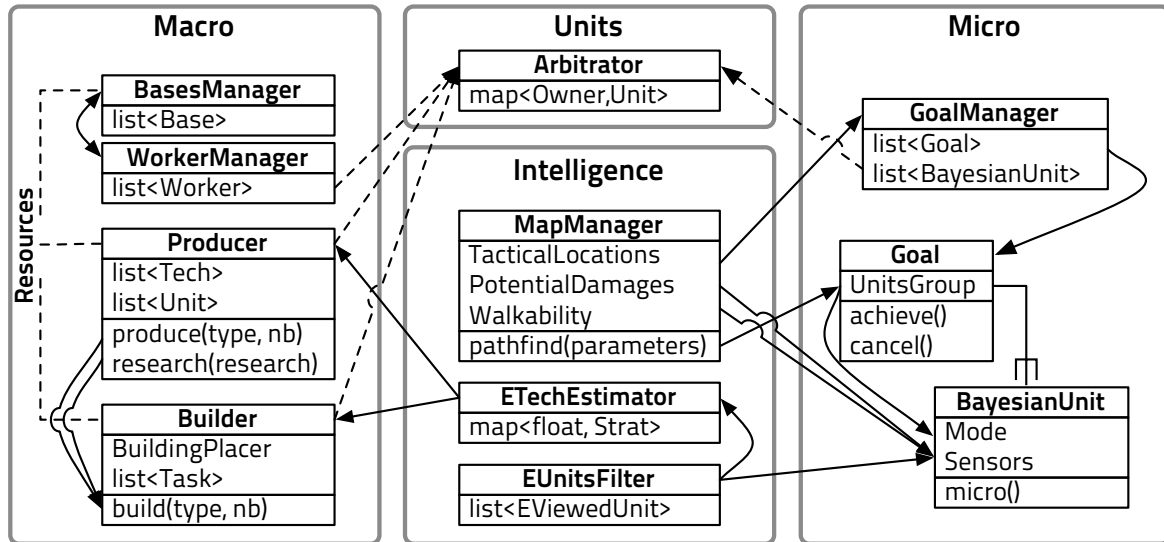 Macro
BasesManager
list<Base>
WorkerManager
list<Worker>
Resources
Producer
list<Tech>
list<Unit>
produce(type, nb)
research(research)
Builder
BuildingPlacer
list<Task>
build(type, nb)
Units
Arbitrator
map<Owner,Unit>
Intelligence
MapManager
TacticalLocations
PotentialDamages
Walkability
pathfind(parameters)
ETechEstimator
map<float, Strat>
EUnitsFilter
list<EViewedUnit>
Micro
GoalManager
list<Goal>
list<BayesianUnit>
Goal
UnitsGroup
achieve()
cancel()
BayesianUnit
Mode
Sensors
micro()